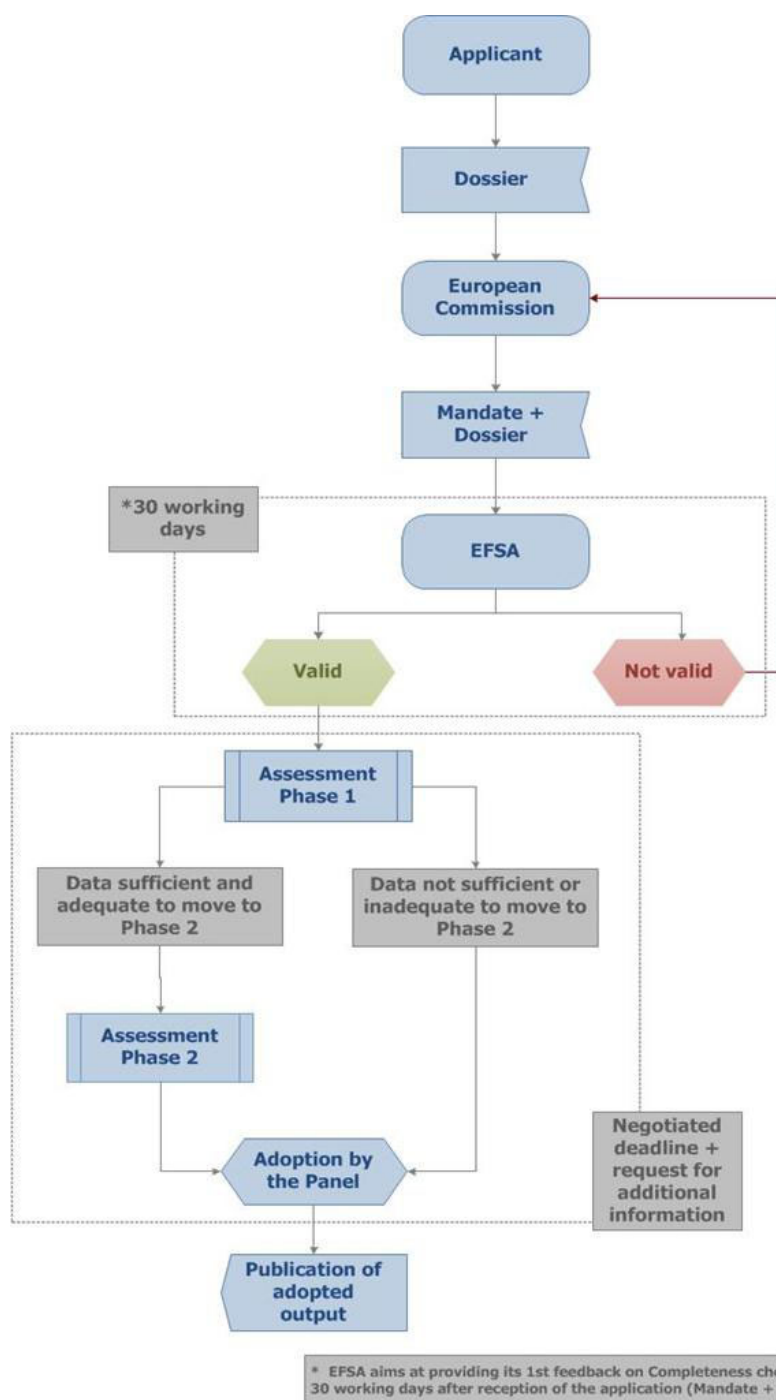 Applicant
Dossier
European
Commission
Mandate +
Dossier
*30 working
days
EFSA
Valid
Not valid
Assessment
Phase 1
Data sufficient and
adequate to move to
Phase 2
Data not sufficient or
inadequate to move to
Phase 2
Assessment
Phase 2
Negotiated
deadline +
request for
additional
information
Adoption by
the Panel
Publication of
adopted
output
* EFSA aims at providing its 1st feedback on Completeness
30 working days after reception of the application (Mandate +